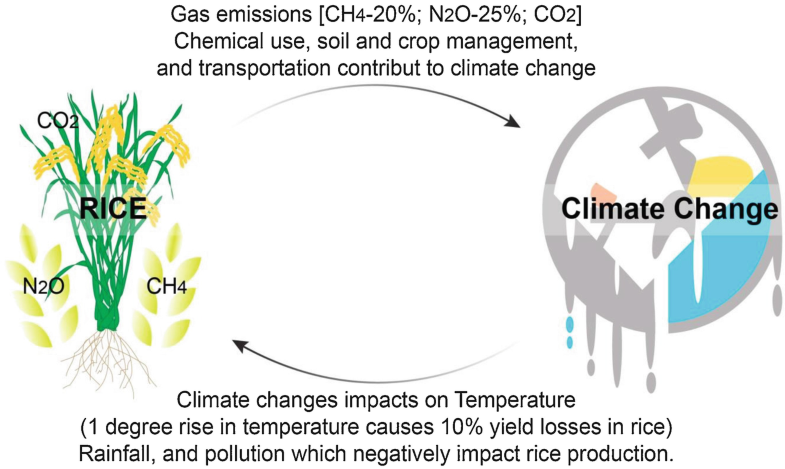 Gas emissions [CH4-20%; N2O-25%; CO2]
Chemical use, soil and crop management,
and transportation contribut to climate change
CO2
RICE
Climate Change
N2O
CH4
Climate changes impacts on Temperature
(1 degree rise in temperature causes 10% yield losses in rice)
Rainfall, and pollution which negatively impact rice production.